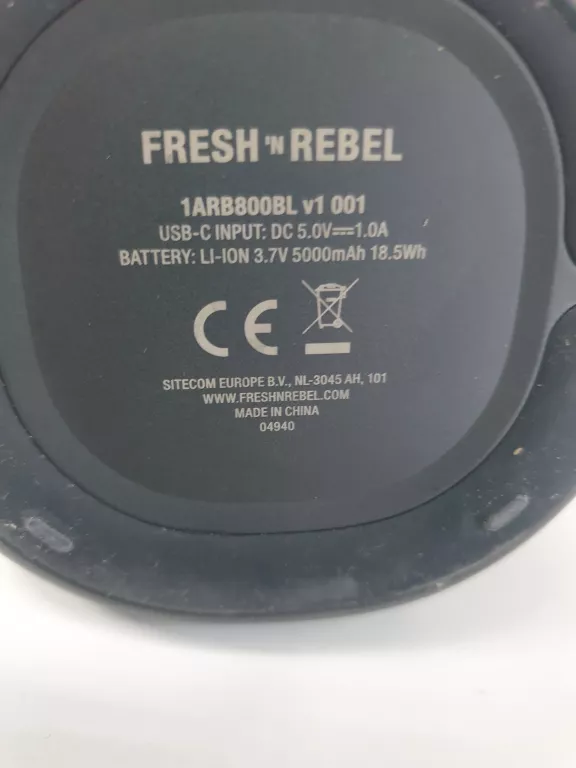 FRESH 'N REBEL
1ARB800BL v1 001
USB-C INPUT: DC 5.0V⎓1.0A
BATTERY: LI-ION 3.7V 5000mAh 18.5Wh
CE
SITECOM EUROPE B.V., NL-3045 AH, 101
WWW.FRESHNREBEL.COM
MADE IN CHINA
04940